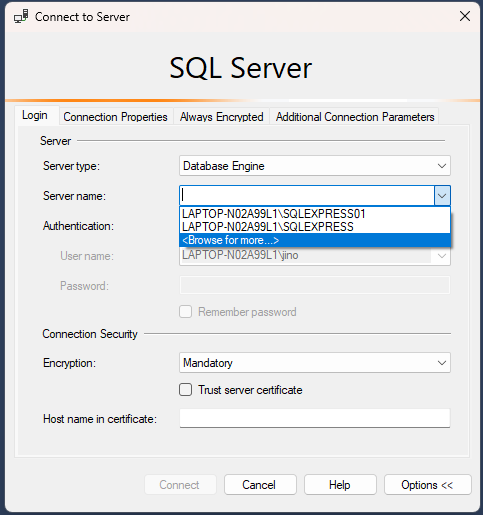 Connect to Server
SQL Server
Login Connection Properties Always Encrypted Additional Connection Parameters
Server
Server type: Database Engine
Server name:
LAPTOP-N02A99L1\SQLEXPRESS01
LAPTOP-N02A99L1\SQLEXPRESS
Authentication:
<Browse for more...>
User name: LAPTOP-N02A99L1\jino
Password:
Remember password
Connection Security
Encryption: Mandatory
Trust server certificate
Host name in certificate:
Connect Cancel Help Options <<